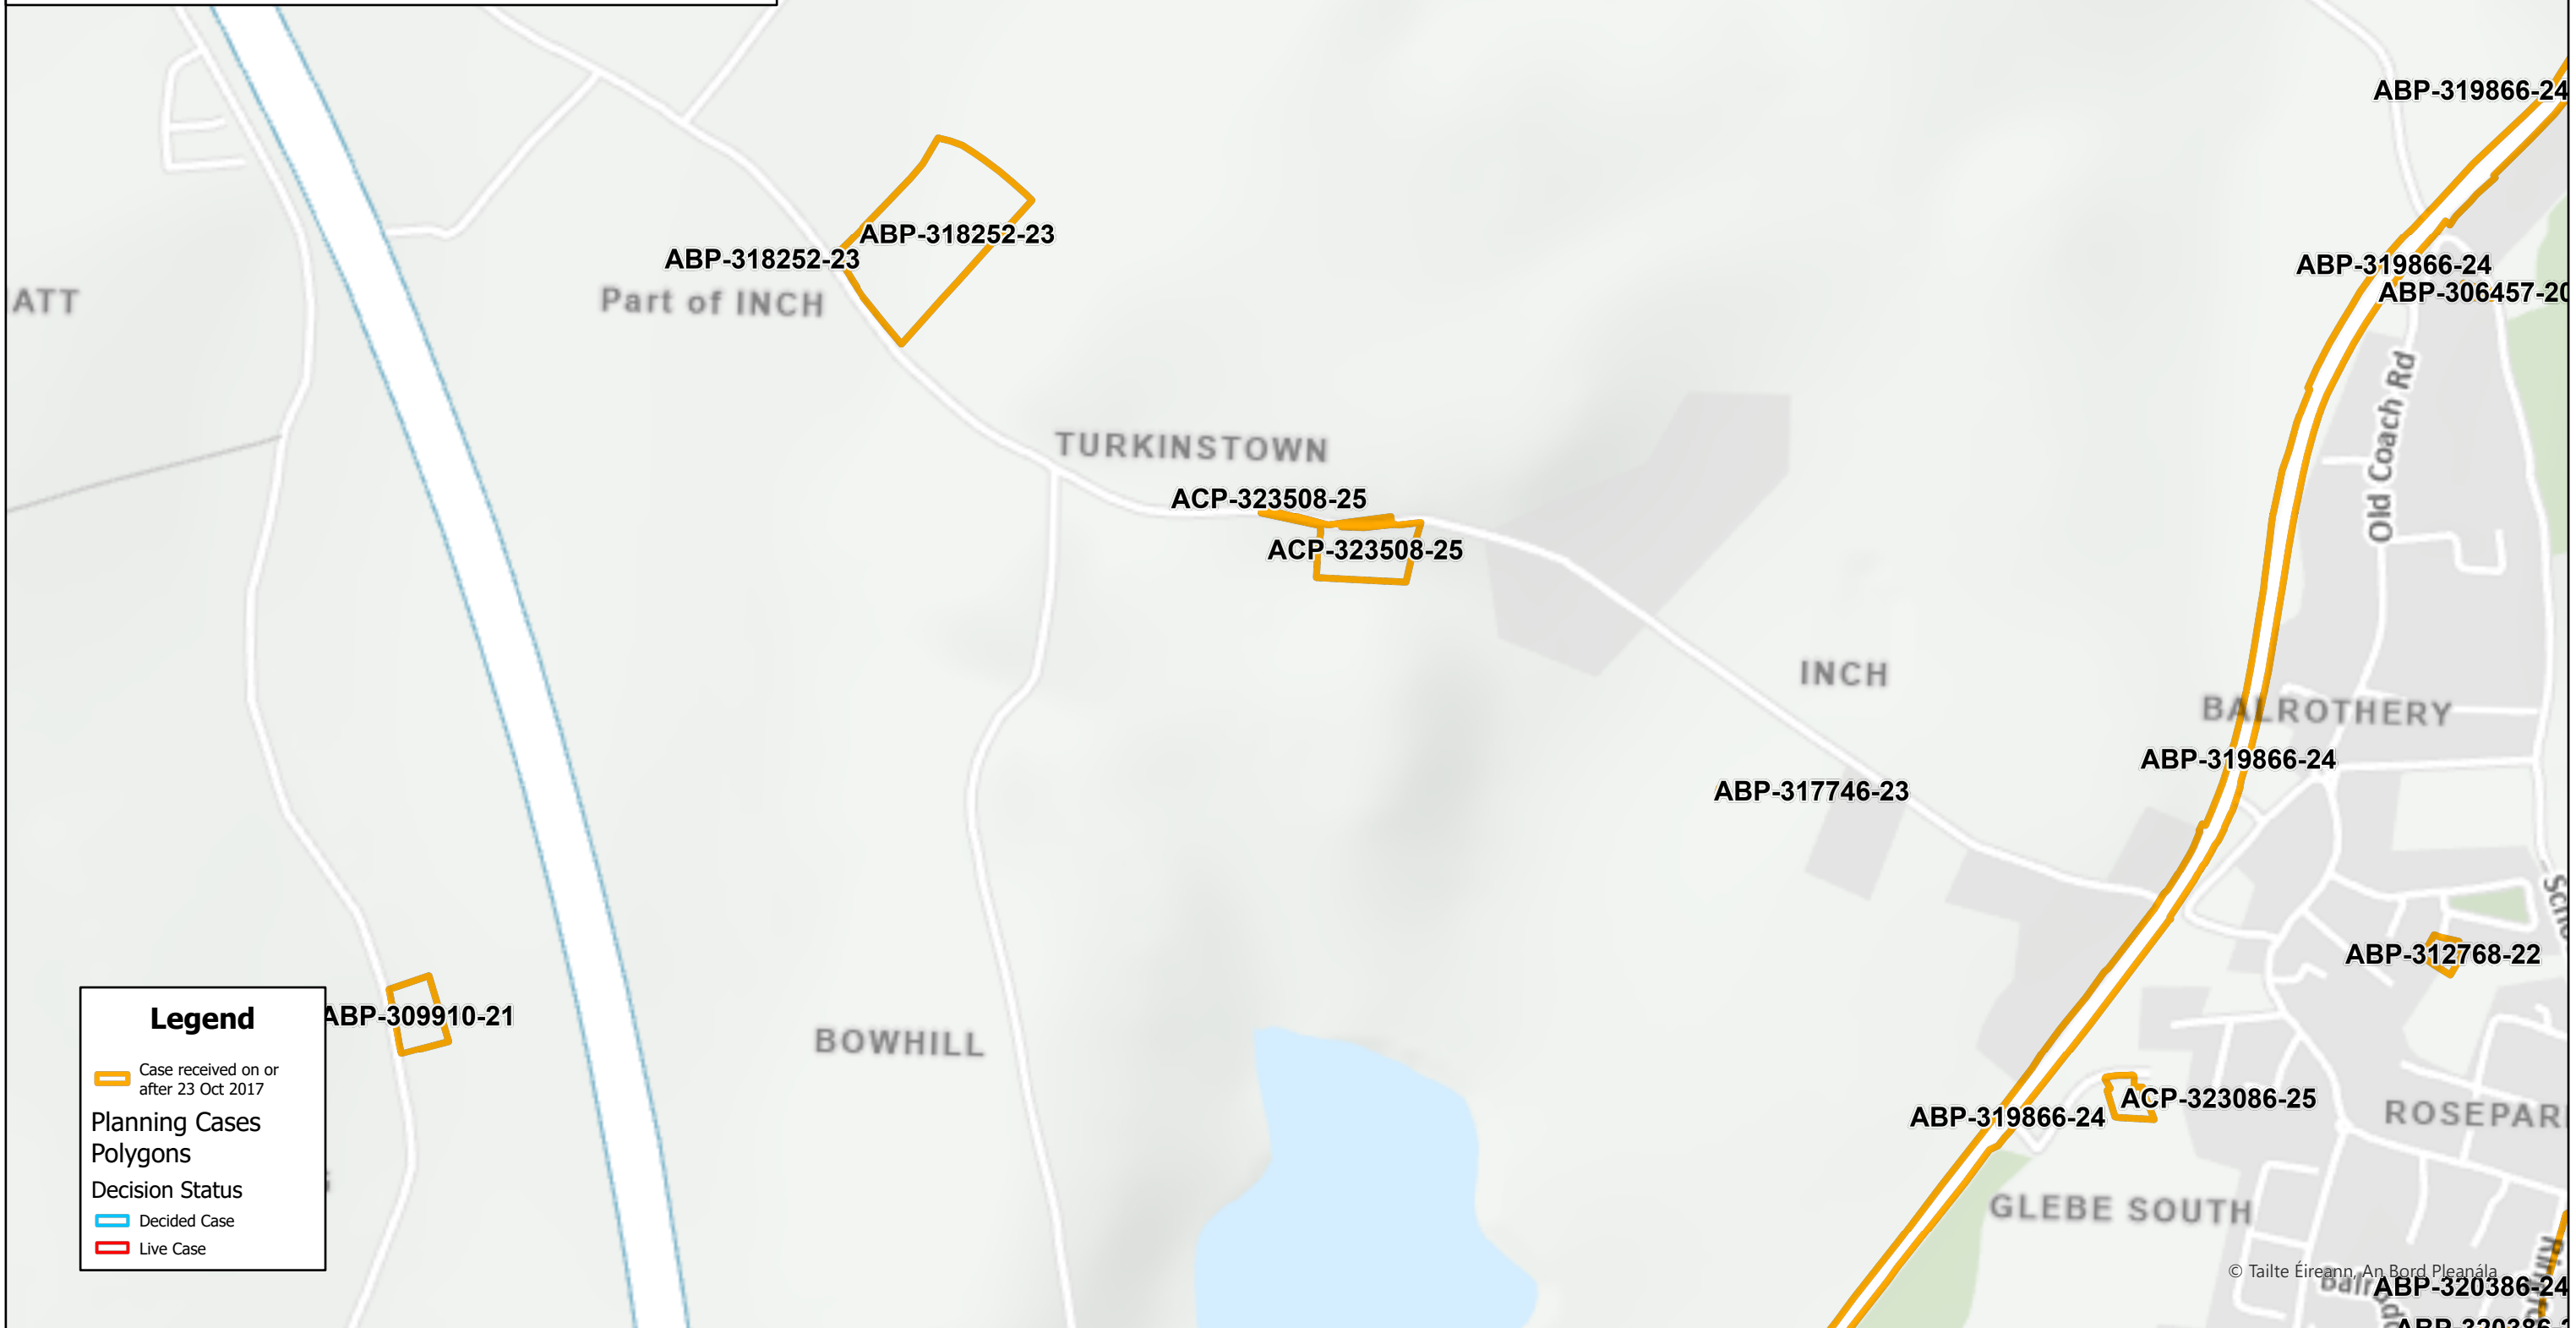 ABP-319866-24
ABP-318252-23
ABP-318252-23
ABP-319866-24
ABP-306457-20
ATT
Part of INCH
Old Coach Rd
TURKINSTOWN
ACP-323508-25
ACP-323508-25
INCH
BALROTHERY
ABP-319866-24
ABP-317746-23
ABP-312768-22
Legend
Case received on or
after 23 Oct 2017
Planning Cases
Polygons
Decision Status
Decided Case
Live Case
ABP-309910-21
BOWHILL
ACP-323086-25
ABP-319866-24
ROSEPAR
GLEBE SOUTH
© Tailte Éireann, An Bord Pleanála
ABP-320386-24